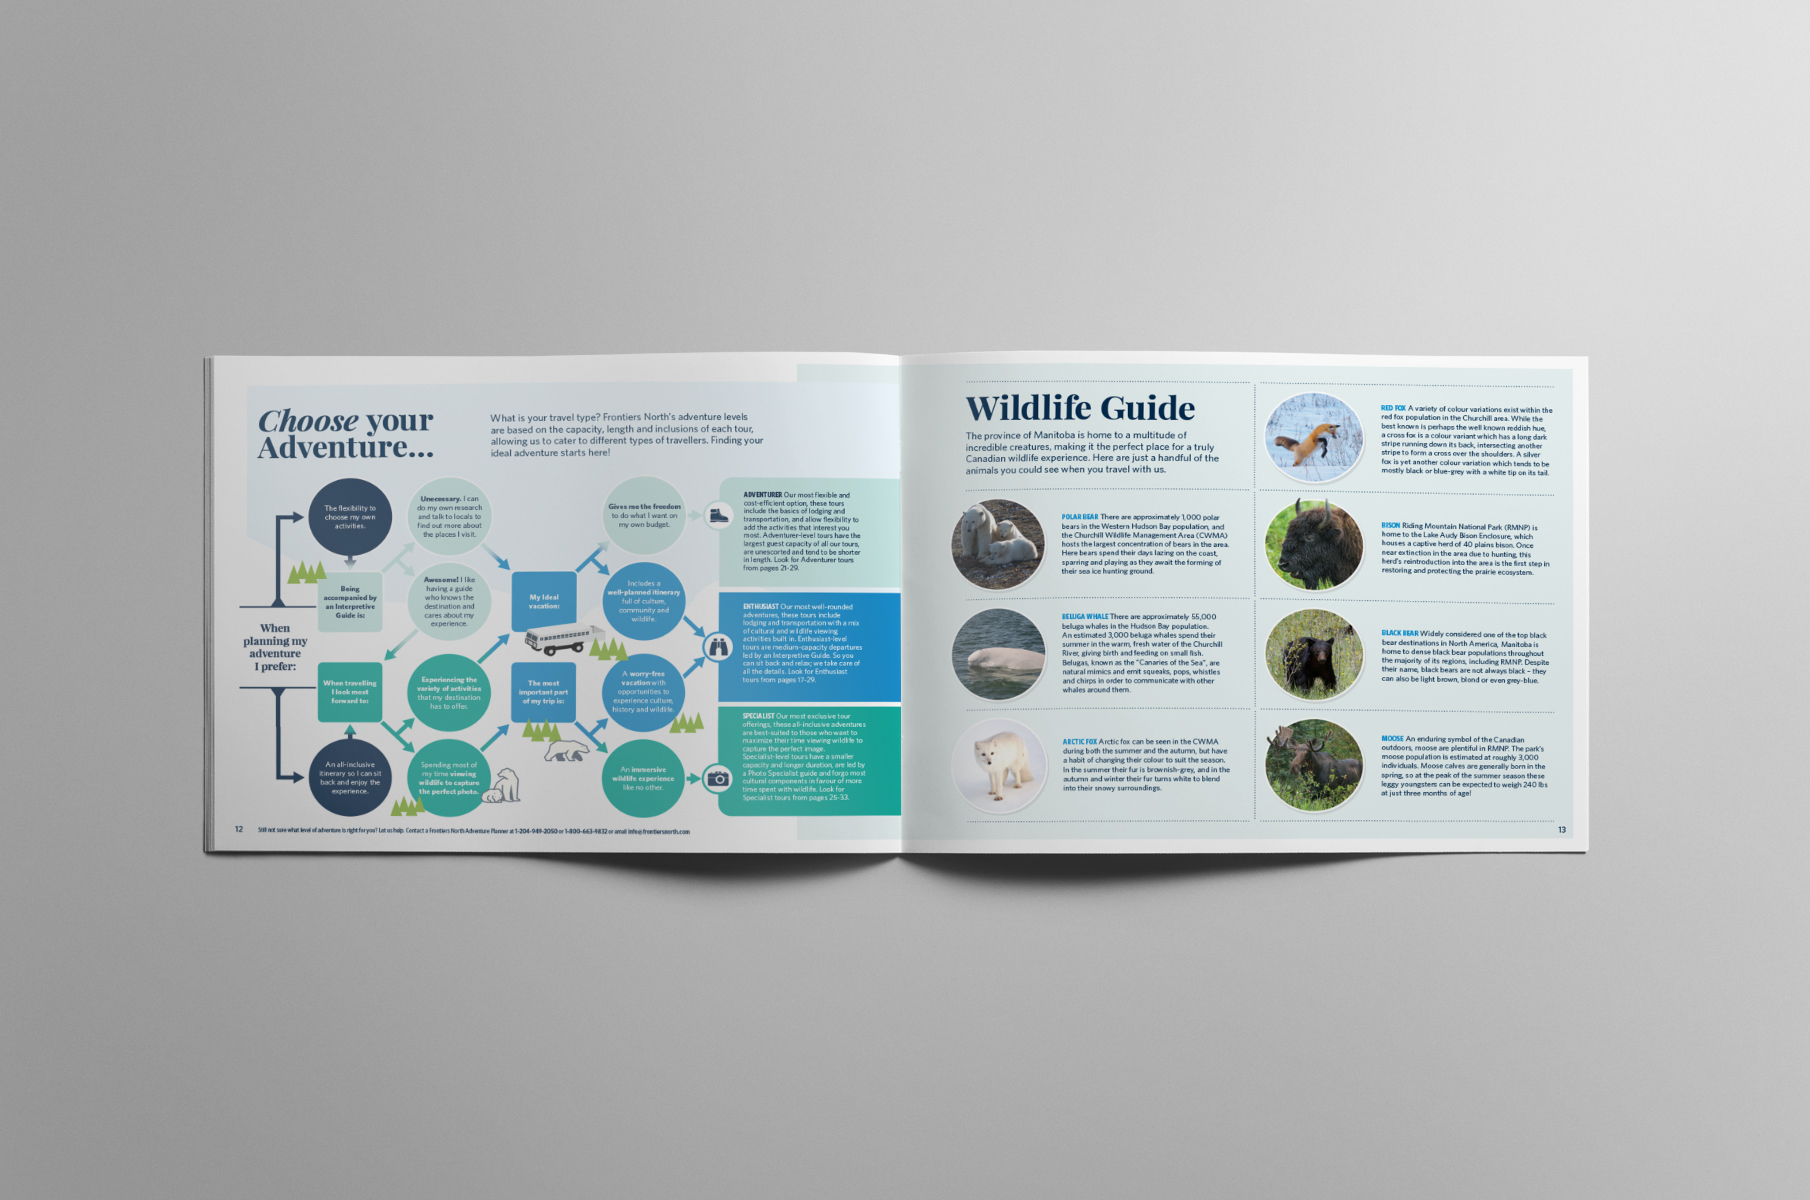 Choose your
Adventure...
What is your travel type? Frontiers North's adventure levels
are based on the capacity, length and inclusions of each tour,
allowing us to cater to different types of travellers. Finding your
ideal adventure starts here!
When
planning my
adventure
I prefer:
The flexibility to
choose my own
activities.
Being
accompanied by
an Interpretive
Guide is:
When travelling
I look most
forward to:
An all-inclusive
itinerary so I can sit
back and enjoy the
experience.
Unecessary. I can
do my own research
and talk to locals to
find out more about
the places I visit.
Awesome! I like
having a guide
who knows the
destination and
cares about my
experience.
Experiencing the
variety of activities
that my destination
has to offer.
Spending most of
my time viewing
wildlife to capture
the perfect photo.
My Ideal
vacation:
The most
important part
of my trip is:
Gives me the freedom
to do what I want on
my own budget.
Includes a
well-planned itinerary
full of culture,
community and
wildlife.
A worry-free
vacation with
opportunities to
experience culture,
history and wildlife.
An immersive
wildlife experience
like no other.
ADVENTURER Our most flexible and
cost-efficient option, these tours
include the basics of lodging and
transportation, and allow flexibility to
add the activities that interest you
most. Adventurer-level tours have the
largest guest capacity of all our tours,
are unescorted and tend to be shorter
in length. Look for Adventurer tours
from pages 21-29.
ENTHUSIAST Our most well-rounded
adventures, these tours include
lodging and transportation with a mix
of cultural and wildlife viewing
activities built in. Enthusiast-level
tours are medium-capacity departures
led by an Interpretive Guide. So you
can sit back and relax; we take care of
all the details. Look for Enthusiast
tours from pages 17-29.
SPECIALIST Our most exclusive tour
offerings, these all-inclusive adventures
are best-suited to those who want to
maximize their time viewing wildlife to
capture the perfect image.
Specialist-level tours have a smaller
capacity and longer duration, are led by
a Photo Specialist guide and forgo most
cultural components in favour of more
time spent with wildlife. Look for
Specialist tours from pages 25-33.
12
Still not sure what level of adventure is right for you? Let us help. Contact a Frontiers North Adventure Planner at 1-204-949-2050 or 1-800-663-9832 or email info@frontiersnorth.com
Wildlife Guide
The province of Manitoba is home to a multitude of
incredible creatures, making it the perfect place for a truly
Canadian wildlife experience. Here are just a handful of the
animals you could see when you travel with us.
POLAR BEAR There are approximately 1,000 polar
bears in the Western Hudson Bay population, and
the Churchill Wildlife Management Area (CWMA)
hosts the largest concentration of bears in the area.
Here bears spend their days lazing on the coast,
sparring and playing as they await the forming of
their sea ice hunting ground.
BELUGA WHALE There are approximately 55,000
beluga whales in the Hudson Bay population.
An estimated 3,000 beluga whales spend their
summer in the warm, fresh water of the Churchill
River, giving birth and feeding on small fish.
Belugas, known as the "Canaries of the Sea", are
natural mimics and emit squeaks, pops, whistles
and chirps in order to communicate with other
whales around them.
ARCTIC FOX Arctic fox can be seen in the CWMA
during both the summer and the autumn, but have
a habit of changing their colour to suit the season.
In the summer their fur is brownish-grey, and in the
autumn and winter their fur turns white to blend
into their snowy surroundings.
RED FOX A variety of colour variations exist within the
red fox population in the Churchill area. While the
best known is perhaps the well known reddish hue,
a cross fox is a colour variant which has a long dark
stripe running down its back, intersecting another
stripe to form a cross over the shoulders. A silver
fox is yet another colour variation which tends to be
mostly black or blue-grey with a white tip on its tail.
BISON Riding Mountain National Park (RMNP) is
home to the Lake Audy Bison Enclosure, which
houses a captive herd of 40 plains bison. Once
near extinction in the area due to hunting, this
herd's reintroduction into the area is the first step in
restoring and protecting the prairie ecosystem.
BLACK BEAR Widely considered one of the top black
bear destinations in North America, Manitoba is
home to dense black bear populations throughout
the majority of its regions, including RMNP. Despite
their name, black bears are not always black – they
can also be light brown, blond or even grey-blue.
MOOSE An enduring symbol of the Canadian
outdoors, moose are plentiful in RMNP. The park's
moose population is estimated at roughly 3,000
individuals. Moose calves are generally born in the
spring, so at the peak of the summer season these
leggy youngsters can be expected to weigh 240 lbs
at just three months of age!
13